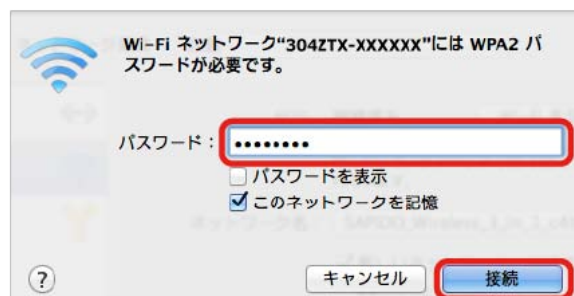 Wi-Fi ネットワーク“304ZTX-XXXXXX”には WPA2 パ
スワードが必要です。
パスワード：••••••••
パスワードを表示
このネットワークを記憶
? キャンセル 接続